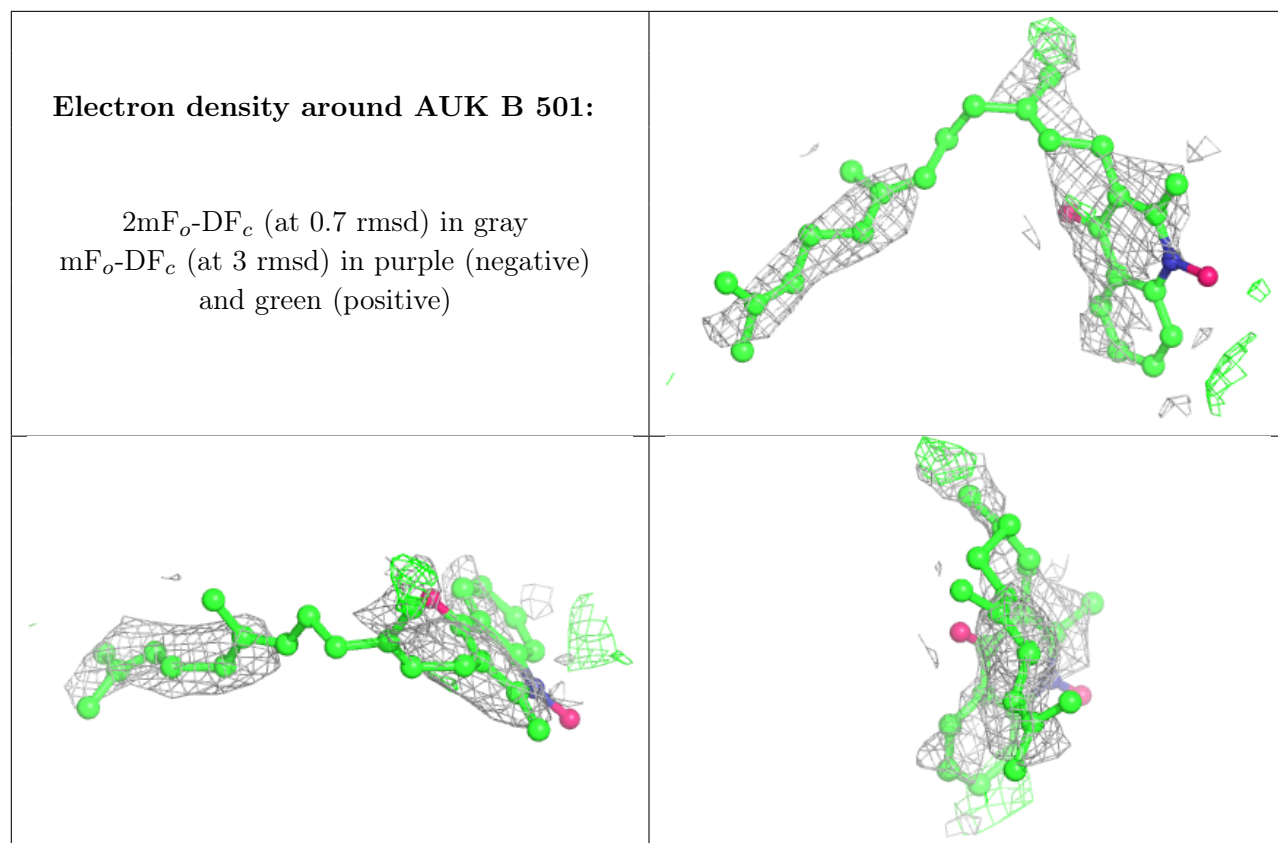 Electron density around AUK B 501:
2mFo-DFc (at 0.7 rmsd) in gray
mFo-DFc (at 3 rmsd) in purple (negative)
and green (positive)